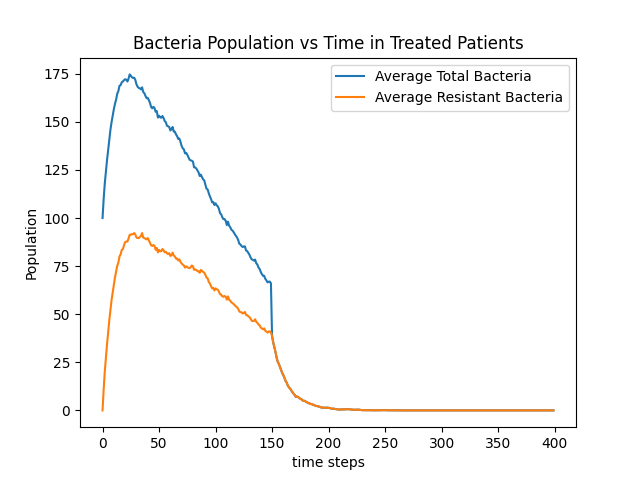 Bacteria Population vs Time in Treated Patients
Average Total Bacteria
Average Resistant Bacteria
175
150
125
100
75
50
25
0
Population
0 50 100 150 200 250 300 350 400
time steps